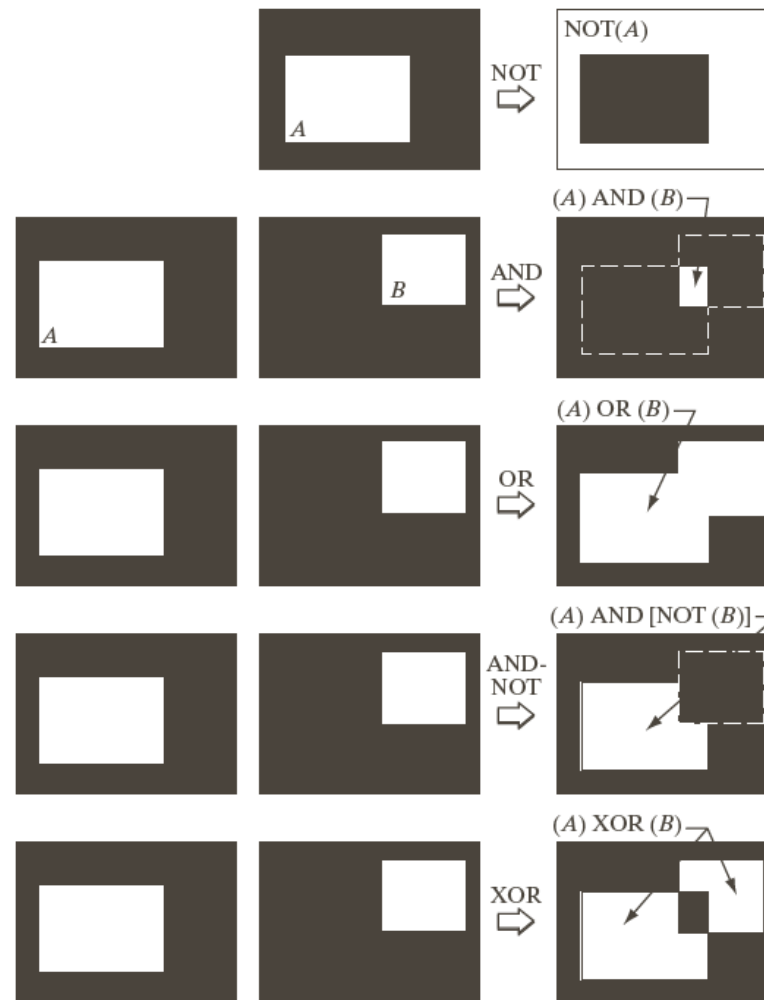 NOT(A)
NOT
A
(A) AND (B)
AND
A
B
(A) OR (B)
OR
(A) AND [NOT (B)]
AND-
NOT
(A) XOR (B)
XOR